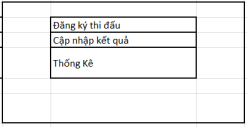 Đăng ký thi đấu
Cập nhập kết quả
Thống Kê